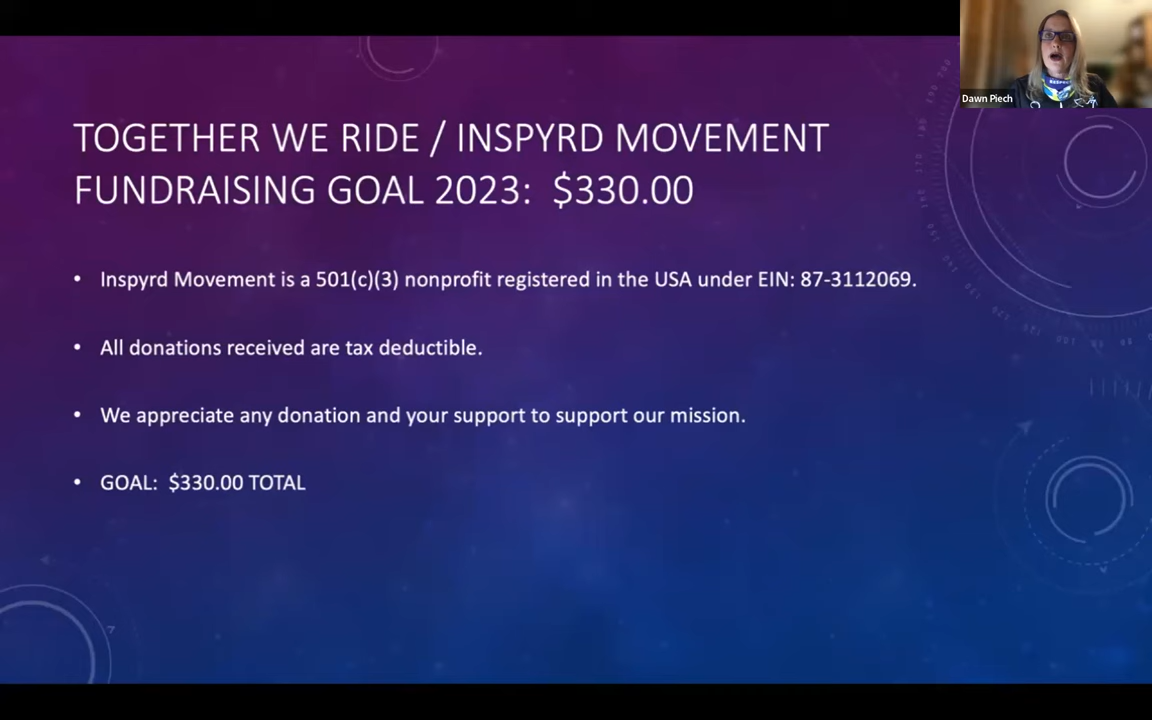 Dawn Piech
TOGETHER WE RIDE / INSPYRD MOVEMENT
FUNDRAISING GOAL 2023: $330.00
• Inspyrd Movement is a 501(c)(3) nonprofit registered in the USA under EIN: 87-3112069.
• All donations received are tax deductible.
• We appreciate any donation and your support to support our mission.
• GOAL: $330.00 TOTAL